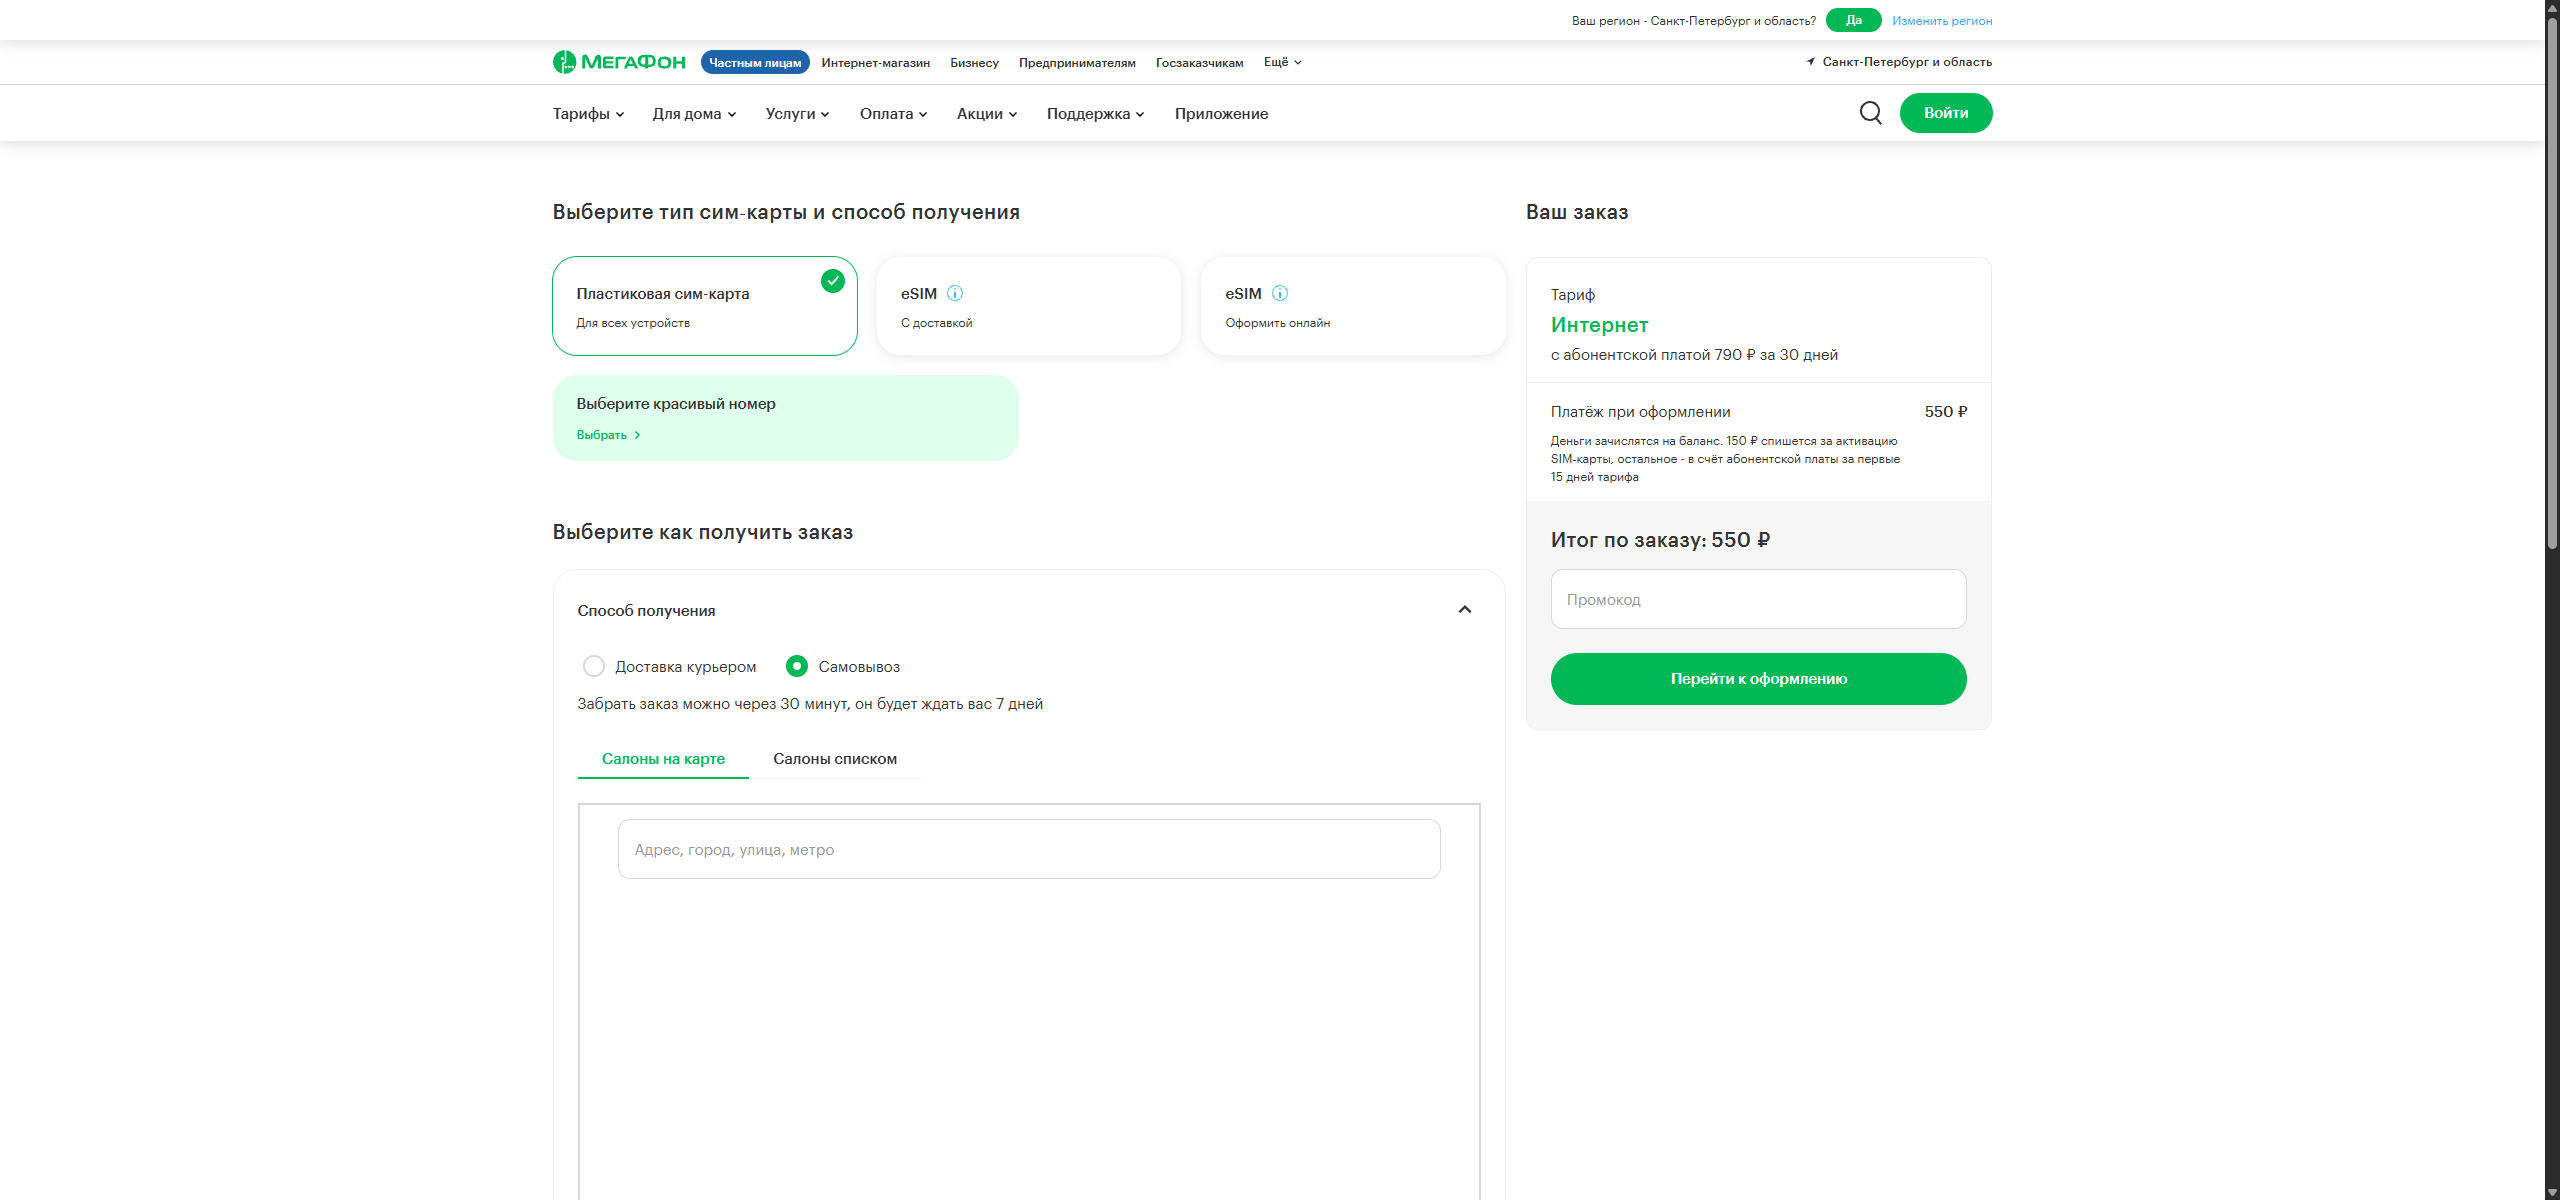 Ваш регион - Санкт-Петербург и область?
Да
Изменить регион
МЕГАФОН
Частным лицам
Интернет-магазин
Бизнесу
Предпринимателям
Госзаказчикам
Ещё
Санкт-Петербург и область
Тарифы
Для дома
Услуги
Оплата
Акции
Поддержка
Приложение
Войти
Выберите тип сим-карты и способ получения
Пластиковая сим-карта
Для всех устройств
eSIM
С доставкой
eSIM
Оформить онлайн
Выберите красивый номер
Выбрать
Выберите как получить заказ
Способ получения
Доставка курьером
Самовывоз
Забрать заказ можно через 30 минут, он будет ждать вас 7 дней
Салоны на карте
Салоны списком
Адрес, город, улица, метро
Ваш заказ
Тариф
Интернет
с абонентской платой 790 ₽ за 30 дней
Платёж при оформлении
550 ₽
Деньги зачислятся на баланс. 150 ₽ спишется за активацию
SIM-карты, остальное - в счёт абонентской платы за первые
15 дней тарифа
Итог по заказу: 550 ₽
Промокод
Перейти к оформлению